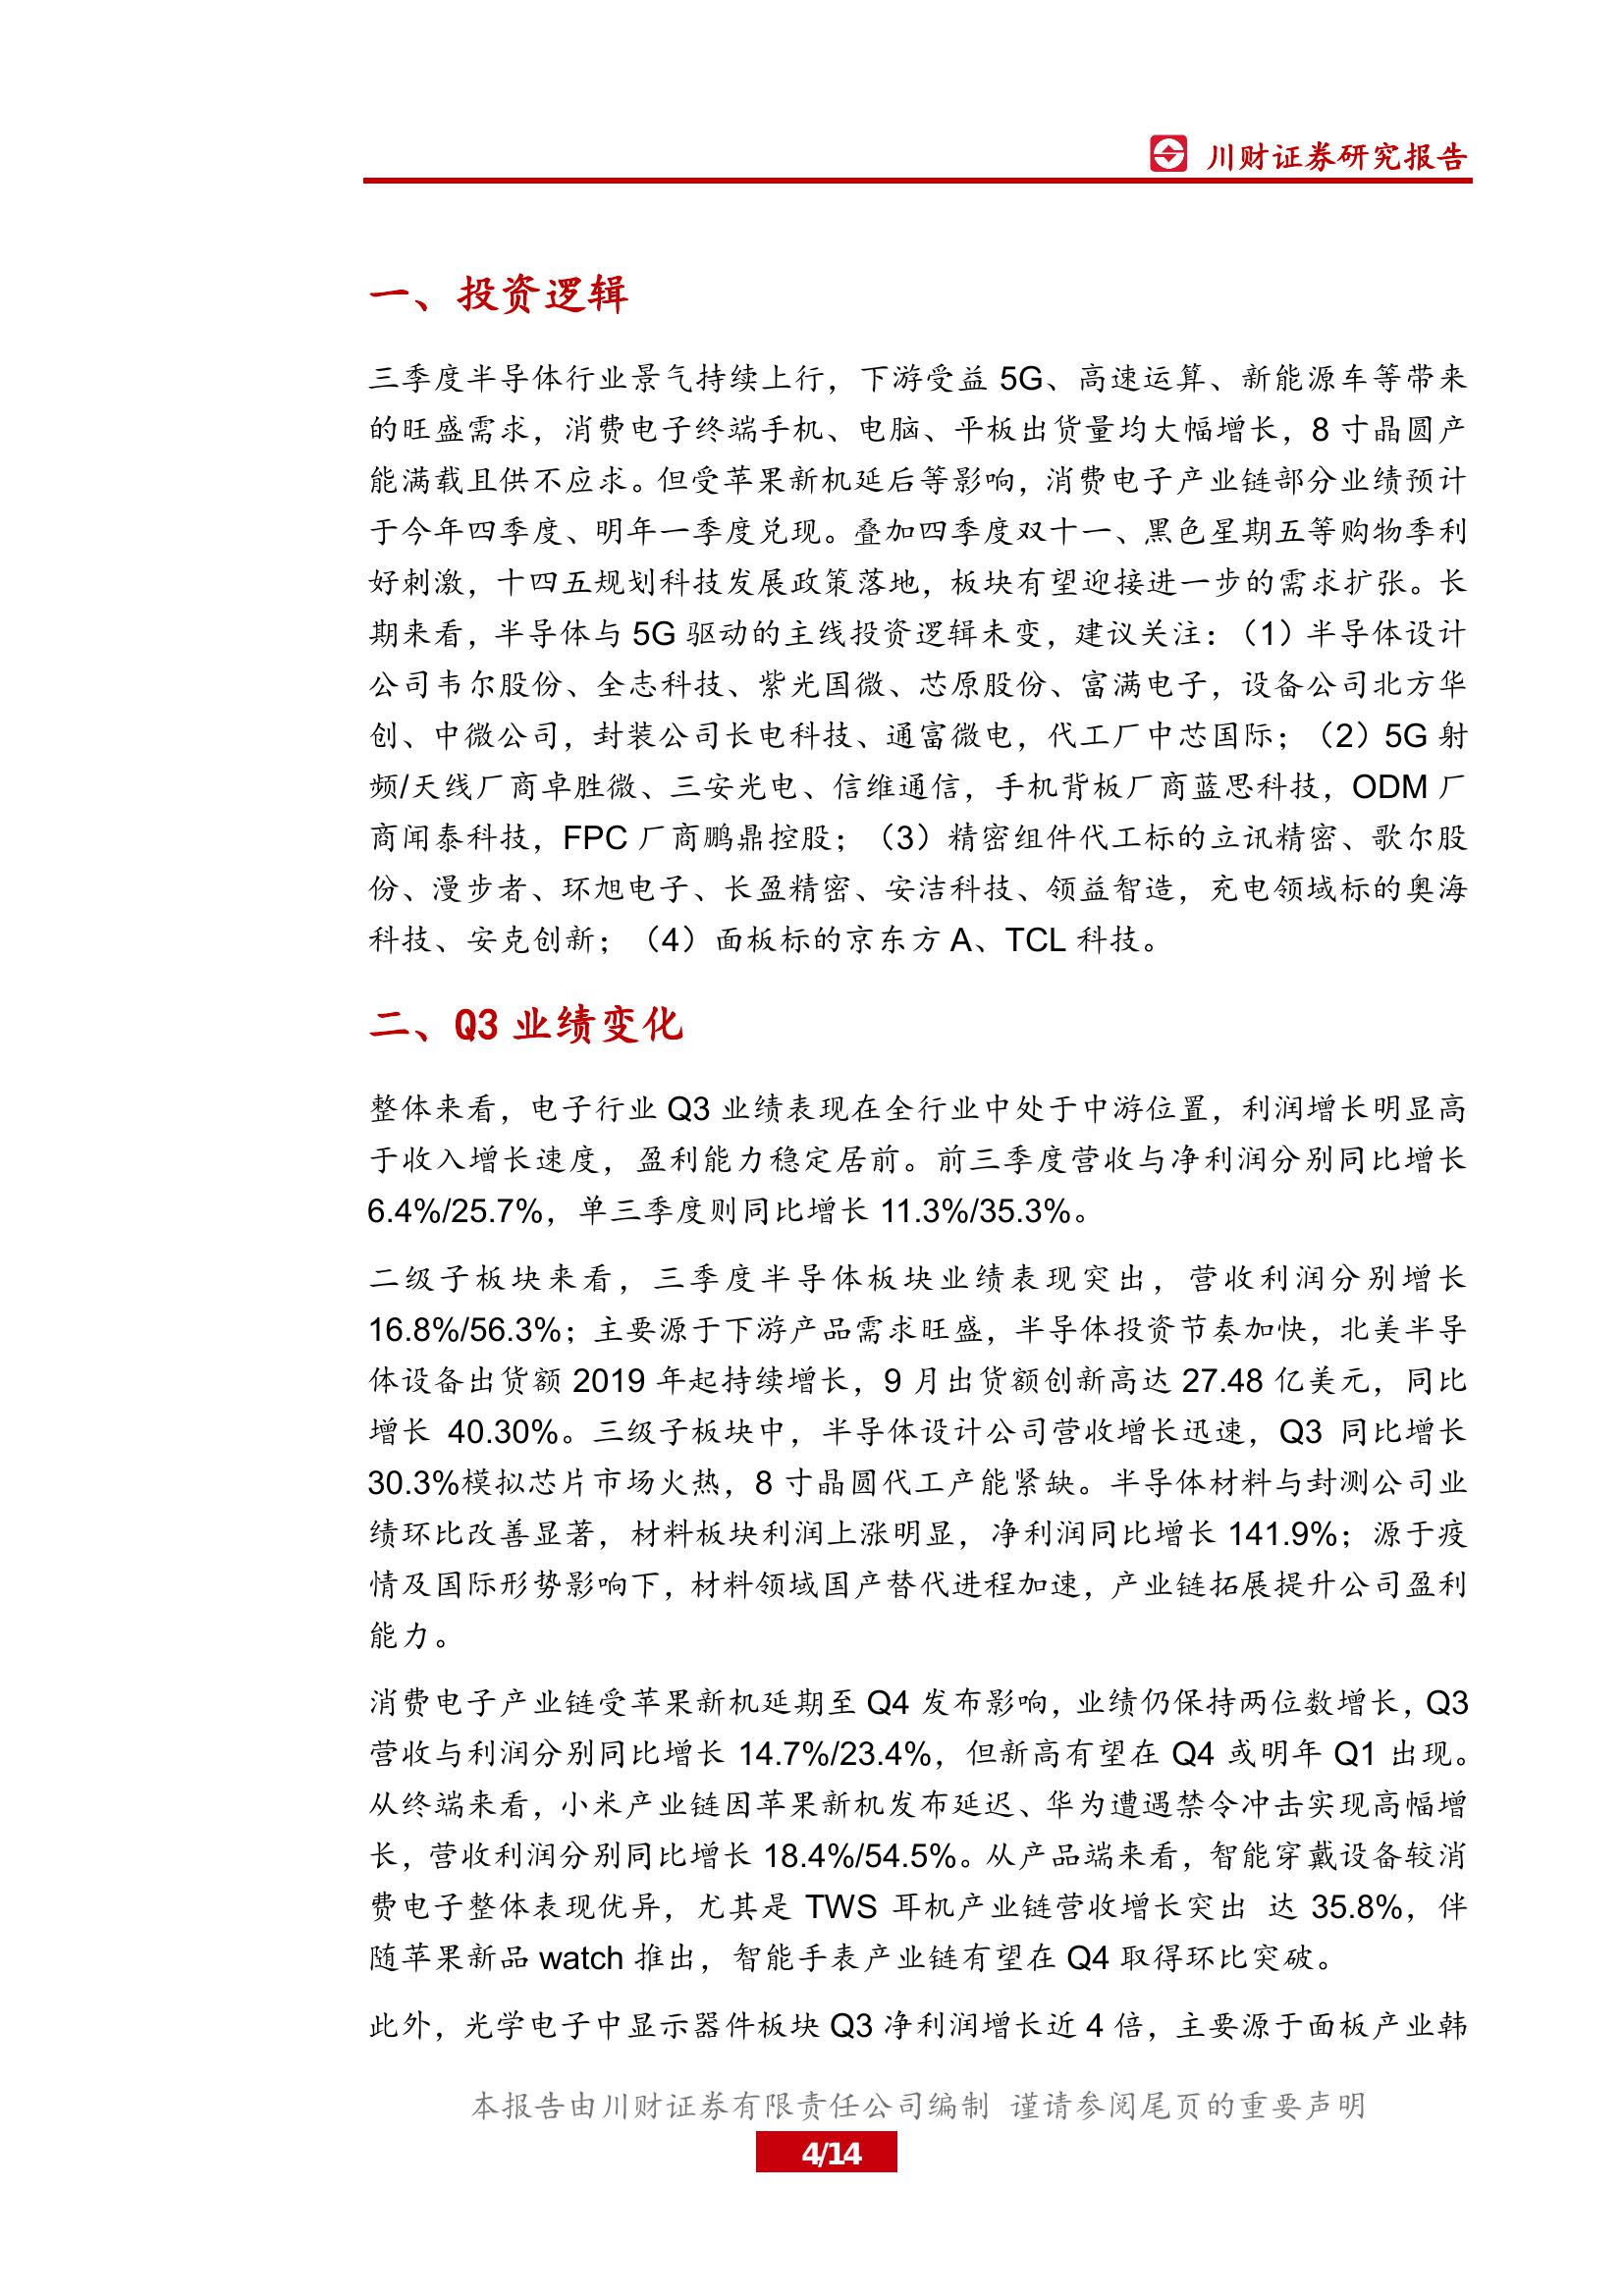 川财证券研究报告
一、投资逻辑
三季度半导体行业景气持续上行，下游受益 5G、高速运算、新能源车等带来
的旺盛需求，消费电子终端手机、电脑、平板出货量均大幅增长，8 寸晶圆产
能满载且供不应求。但受苹果新机延后等影响，消费电子产业链部分业绩预计
于今年四季度、明年一季度兑现。叠加四季度双十一、黑色星期五等购物季利
好刺激，十四五规划科技发展政策落地，板块有望迎接进一步的需求扩张。长
期来看，半导体与 5G 驱动的主线投资逻辑未变，建议关注：（1）半导体设计
公司韦尔股份、全志科技、紫光国微、芯原股份、富满电子，设备公司北方华
创、中微公司，封装公司长电科技、通富微电，代工厂中芯国际；（2）5G 射
频/天线厂商卓胜微、三安光电、信维通信，手机背板厂商蓝思科技，ODM 厂
商闻泰科技，FPC 厂商鹏鼎控股；（3）精密组件代工标的立讯精密、歌尔股
份、漫步者、环旭电子、长盈精密、安洁科技、领益智造，充电领域标的奥海
科技、安克创新；（4）面板标的京东方 A、TCL 科技。
二、Q3 业绩变化
整体来看，电子行业 Q3 业绩表现在全行业中处于中游位置，利润增长明显高
于收入增长速度，盈利能力稳定居前。前三季度营收与净利润分别同比增长
6.4%/25.7%，单三季度则同比增长 11.3%/35.3%。
二级子板块来看，三季度半导体板块业绩表现突出，营收利润分别增长
16.8%/56.3%；主要源于下游产品需求旺盛，半导体投资节奏加快，北美半导
体设备出货额 2019 年起持续增长，9 月出货额创新高达 27.48 亿美元，同比
增长 40.30%。三级子板块中，半导体设计公司营收增长迅速，Q3 同比增长
30.3%模拟芯片市场火热，8 寸晶圆代工产能紧缺。半导体材料与封测公司业
绩环比改善显著，材料板块利润上涨明显，净利润同比增长 141.9%；源于疫
情及国际形势影响下，材料领域国产替代进程加速，产业链拓展提升公司盈利
能力。
消费电子产业链受苹果新机延期至 Q4 发布影响，业绩仍保持两位数增长，Q3
营收与利润分别同比增长 14.7%/23.4%，但新高有望在 Q4 或明年 Q1 出现。
从终端来看，小米产业链因苹果新机发布延迟、华为遭遇禁令冲击实现高幅增
长，营收利润分别同比增长 18.4%/54.5%。从产品端来看，智能穿戴设备较消
费电子整体表现优异，尤其是 TWS 耳机产业链营收增长突出 达 35.8%，伴
随苹果新品 watch 推出，智能手表产业链有望在 Q4 取得环比突破。
此外，光学电子中显示器件板块 Q3 净利润增长近 4 倍，主要源于面板产业韩
本报告由川财证券有限责任公司编制 谨请参阅尾页的重要声明
4/14